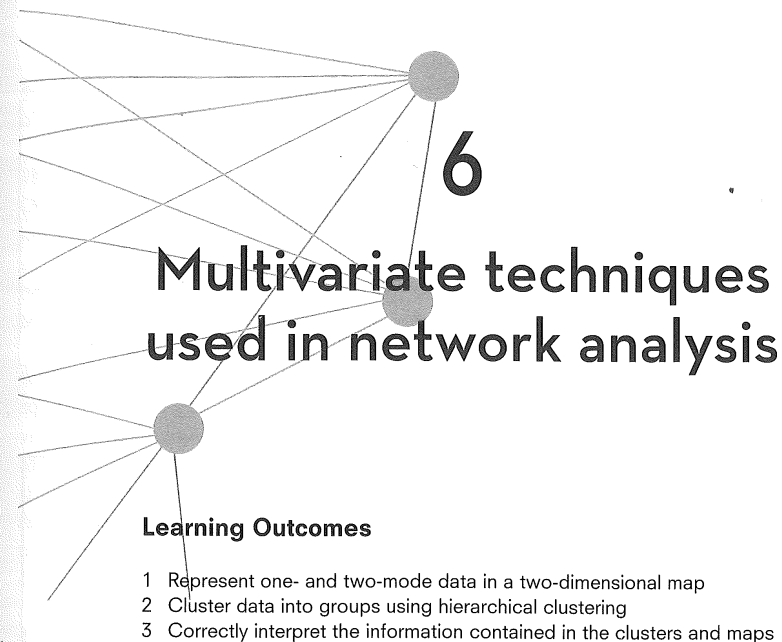 6
Multivariate techniques
used in network analysis
Learning Outcomes
1 Represent one- and two-mode data in a two-dimensional map
2 Cluster data into groups using hierarchical clustering
3 Correctly interpret the information contained in the clusters and maps